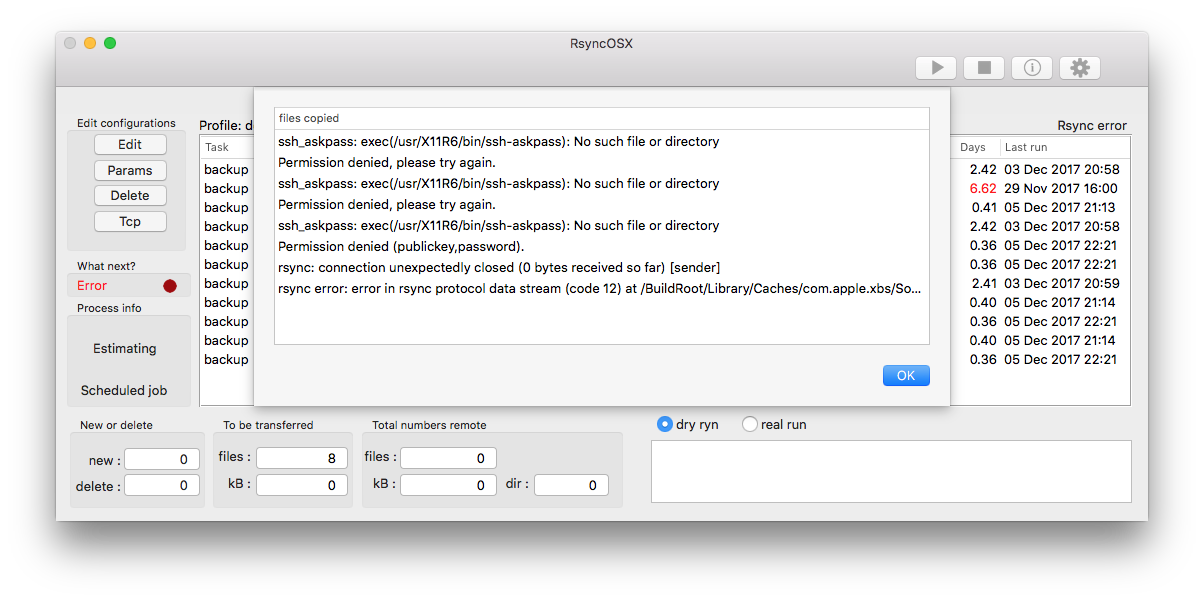 RsyncOSX
files copied
Edit configurations
Profile: d
Rsync error
Edit
Task
Days
Last run
ssh_askpass: exec(/usr/X11R6/bin/ssh-askpass): No such file or directory
Params
backup
Permission denied, please try again.
2.42 03 Dec 2017 20:58
Delete
backup
ssh_askpass: exec(/usr/X11R6/bin/ssh-askpass): No such file or directory
6.62 29 Nov 2017 16:00
Tcp
backup
Permission denied, please try again.
0.41 05 Dec 2017 21:13
backup
ssh_askpass: exec(/usr/X11R6/bin/ssh-askpass): No such file or directory
2.42 03 Dec 2017 20:58
backup
Permission denied (publickey,password).
0.36 05 Dec 2017 22:21
What next?
backup
rsync: connection unexpectedly closed (0 bytes received so far) [sender]
0.36 05 Dec 2017 22:21
Error
backup
rsync error: error in rsync protocol data stream (code 12) at /BuildRoot/Library/Caches/com.apple.xbs/So...
2.41 03 Dec 2017 20:59
Process info
backup
0.40 05 Dec 2017 21:14
backup
0.36 05 Dec 2017 22:21
Estimating
backup
0.40 05 Dec 2017 21:14
backup
0.36 05 Dec 2017 22:21
OK
Scheduled job
New or delete
To be transferred
Total numbers remote
dry ryn
real run
new : 0
files : 8
files : 0
delete : 0
kB : 0
kB : 0
dir : 0